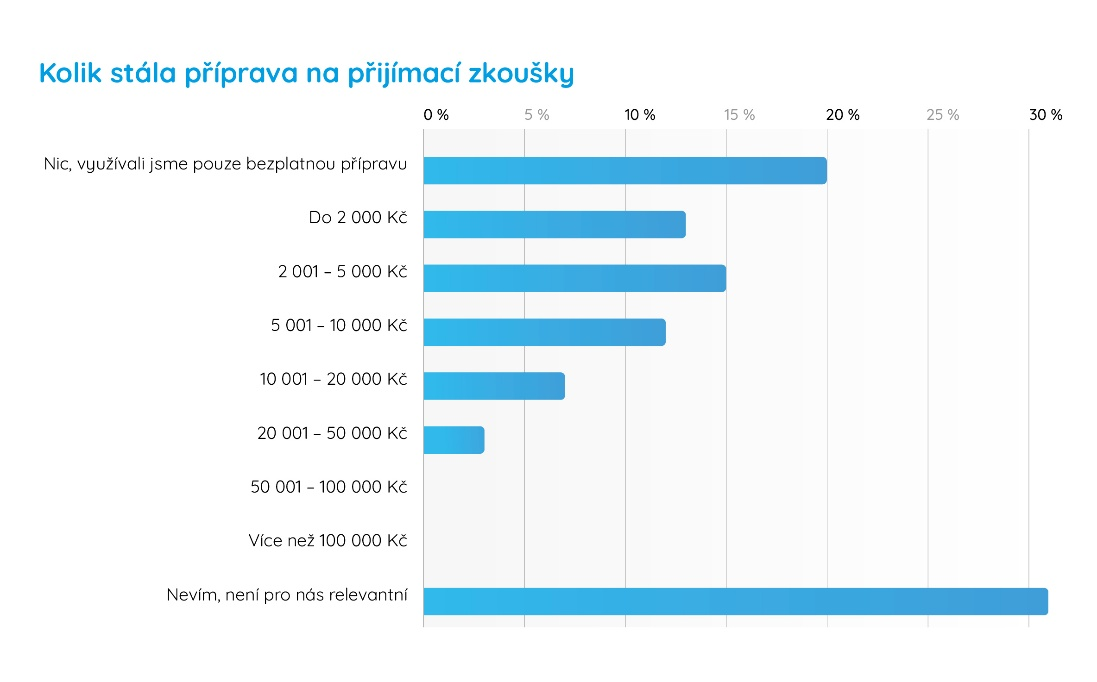 Kolik stála příprava na přijímací zkoušky
0 % 5 % 10 % 15 % 20 % 25 % 30 %
Nic, využívali jsme pouze bezplatnou přípravu
Do 2 000 Kč
2 001 – 5 000 Kč
5 001 – 10 000 Kč
10 001 – 20 000 Kč
20 001 – 50 000 Kč
50 001 – 100 000 Kč
Více než 100 000 Kč
Nevím, není pro nás relevantní